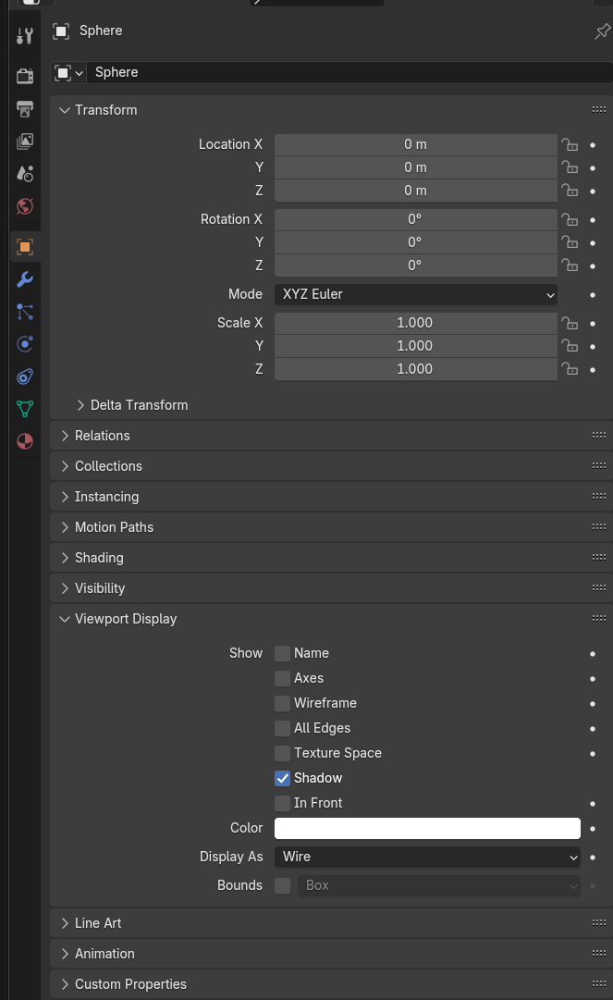 Sphere
Sphere
Transform
Location X 0 m
Y 0 m
Z 0 m
Rotation X 0°
Y 0°
Z 0°
Mode XYZ Euler
Scale X 1.000
Y 1.000
Z 1.000
Delta Transform
Relations
Collections
Instancing
Motion Paths
Shading
Visibility
Viewport Display
Show Name
Axes
Wireframe
All Edges
Texture Space
Shadow
In Front
Color
Display As Wire
Bounds Box
Line Art
Animation
Custom Properties